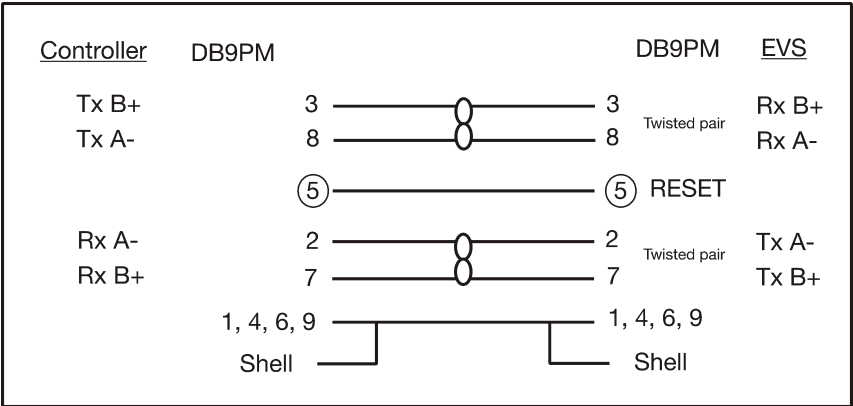 Controller DB9PM DB9PM EVS
Tx B+ 3 3 Twisted pair Rx B+
Tx A- 8 8 Rx A-
5 5 RESET
Rx A- 2 2 Twisted pair Tx A-
Rx B+ 7 7 Tx B+
1, 4, 6, 9 1, 4, 6, 9
Shell Shell